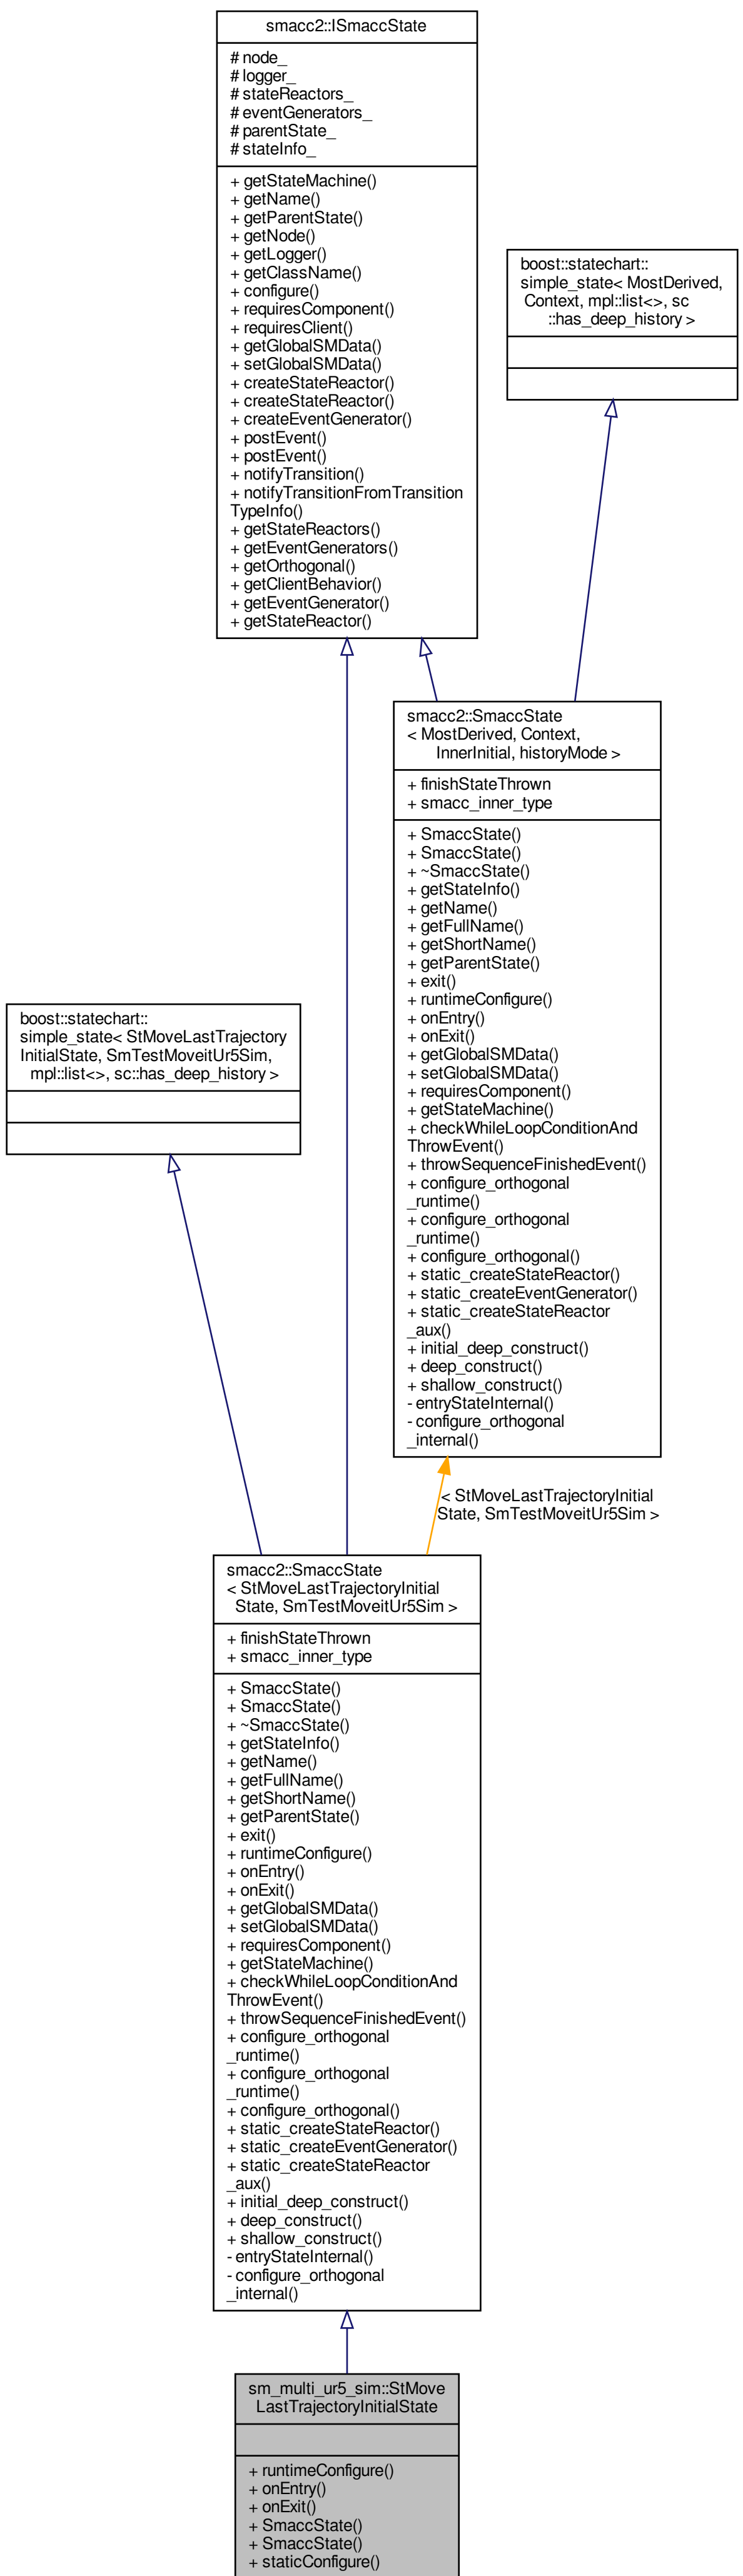 smacc2::ISmaccState
# node_
# logger_
# stateReactors_
# eventGenerators_
# parentState_
# stateInfo_
+ getStateMachine()
+ getName()
+ getParentState()
+ getNode()
+ getLogger()
+ getClassName()
+ configure()
+ requiresComponent()
+ requiresClient()
+ getGlobalSMData()
+ setGlobalSMData()
+ createStateReactor()
+ createStateReactor()
+ createEventGenerator()
+ postEvent()
+ postEvent()
+ notifyTransition()
+ notifyTransitionFromTransition
TypeInfo()
+ getStateReactors()
+ getEventGenerators()
+ getOrthogonal()
+ getClientBehavior()
+ getEventGenerator()
+ getStateReactor()
boost::statechart::
simple_state< MostDerived,
Context, mpl::list<>, sc
::has_deep_history >
smacc2::SmaccState
< MostDerived, Context,
InnerInitial, historyMode >
+ finishStateThrown
+ smacc_inner_type
+ SmaccState()
+ SmaccState()
+ ~SmaccState()
+ getStateInfo()
+ getName()
+ getFullName()
+ getShortName()
+ getParentState()
+ exit()
+ runtimeConfigure()
+ onEntry()
+ onExit()
+ getGlobalSMData()
+ setGlobalSMData()
+ requiresComponent()
+ getStateMachine()
+ checkWhileLoopConditionAnd
ThrowEvent()
+ throwSequenceFinishedEvent()
+ configure_orthogonal
_runtime()
+ configure_orthogonal
_runtime()
+ configure_orthogonal()
+ static_createStateReactor()
+ static_createEventGenerator()
+ static_createStateReactor
_aux()
+ initial_deep_construct()
+ deep_construct()
+ shallow_construct()
- entryStateInternal()
- configure_orthogonal
_internal()
boost::statechart::
simple_state< StMoveLastTrajectory
InitialState, SmTestMoveitUr5Sim,
mpl::list<>, sc::has_deep_history >
< StMoveLastTrajectoryInitial
State, SmTestMoveitUr5Sim >
smacc2::SmaccState
< StMoveLastTrajectoryInitial
State, SmTestMoveitUr5Sim >
+ finishStateThrown
+ smacc_inner_type
+ SmaccState()
+ SmaccState()
+ ~SmaccState()
+ getStateInfo()
+ getName()
+ getFullName()
+ getShortName()
+ getParentState()
+ exit()
+ runtimeConfigure()
+ onEntry()
+ onExit()
+ getGlobalSMData()
+ setGlobalSMData()
+ requiresComponent()
+ getStateMachine()
+ checkWhileLoopConditionAnd
ThrowEvent()
+ throwSequenceFinishedEvent()
+ configure_orthogonal
_runtime()
+ configure_orthogonal
_runtime()
+ configure_orthogonal()
+ static_createStateReactor()
+ static_createEventGenerator()
+ static_createStateReactor
_aux()
+ initial_deep_construct()
+ deep_construct()
+ shallow_construct()
- entryStateInternal()
- configure_orthogonal
_internal()
sm_multi_ur5_sim::StMove
LastTrajectoryInitialState
+ runtimeConfigure()
+ onEntry()
+ onExit()
+ SmaccState()
+ SmaccState()
+ staticConfigure()